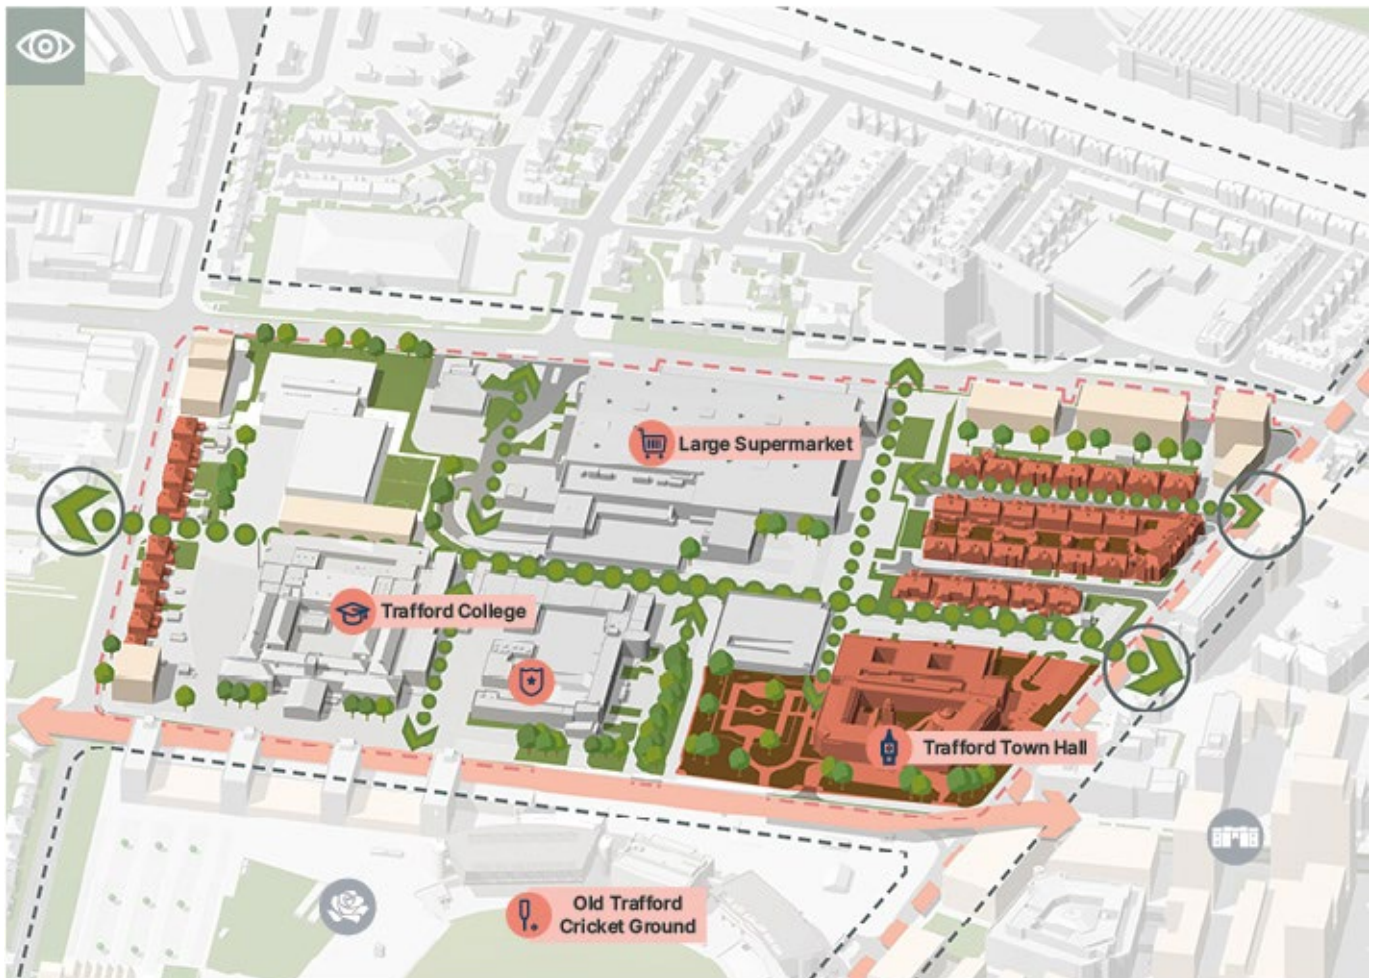 Large Supermarket
Trafford College
Trafford Town Hall
Old Trafford
Cricket Ground